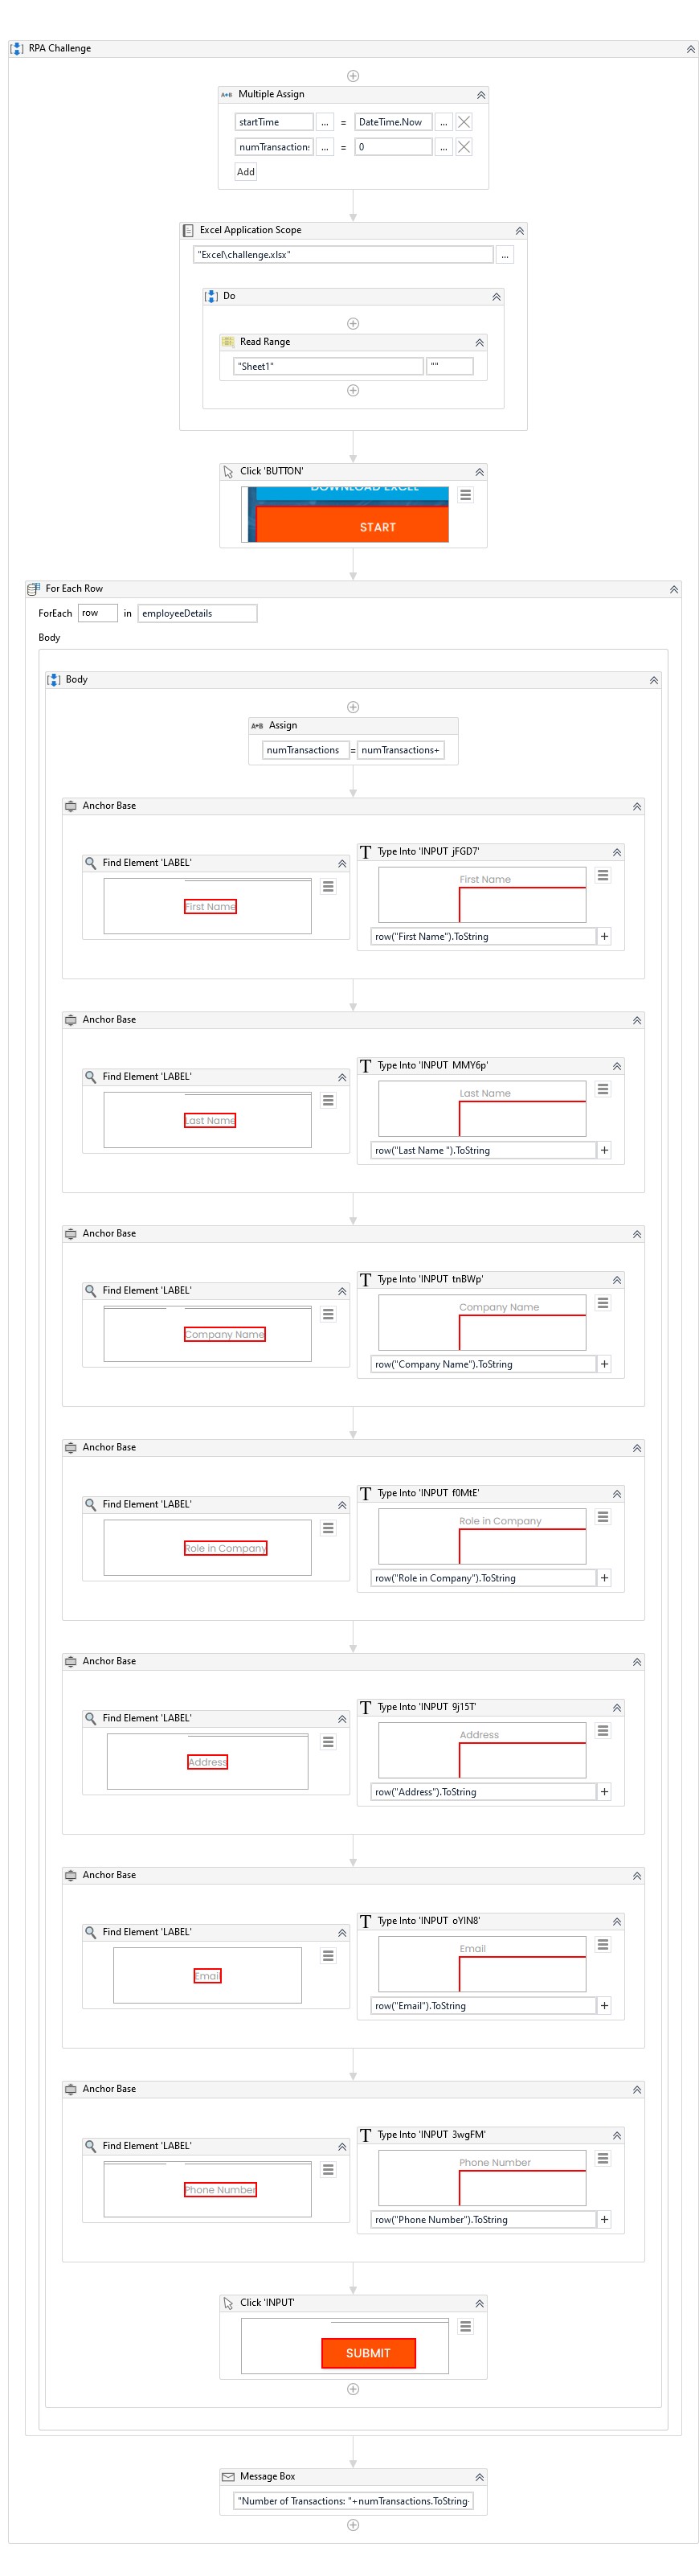 RPA Challenge
Multiple Assign
startTime ... = DateTime.Now ...
numTransaction: ... = 0 ...
Add
Excel Application Scope
"Excel\challenge.xlsx" ...
Do
Read Range
"Sheet1" ""
Click 'BUTTON'
DOWNLOAD EXCEL
START
For Each Row
ForEach row in employeeDetails
Body
Body
Assign
numTransactions = numTransactions+
Anchor Base
Find Element 'LABEL'
First Name
Type Into 'INPUT jFGD7'
First Name
row("First Name").ToString
Anchor Base
Find Element 'LABEL'
Last Name
Type Into 'INPUT MMY6p'
Last Name
row("Last Name ").ToString
Anchor Base
Find Element 'LABEL'
Company Name
Type Into 'INPUT tnBWp'
Company Name
row("Company Name").ToString
Anchor Base
Find Element 'LABEL'
Role in Company
Type Into 'INPUT f0MtE'
Role in Company
row("Role in Company").ToString
Anchor Base
Find Element 'LABEL'
Address
Type Into 'INPUT 9j15T'
Address
row("Address").ToString
Anchor Base
Find Element 'LABEL'
Email
Type Into 'INPUT oYIN8'
Email
row("Email").ToString
Anchor Base
Find Element 'LABEL'
Phone Number
Type Into 'INPUT 3wgFM'
Phone Number
row("Phone Number").ToString
Click 'INPUT'
SUBMIT
Message Box
"Number of Transactions: "+numTransactions.ToString